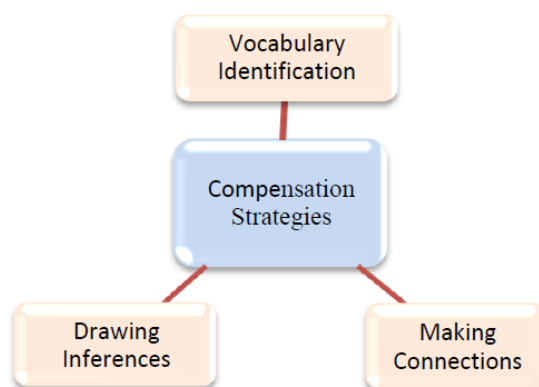 Vocabulary
Identification
Compensation
Strategies
Drawing
Inferences
Making
Connections